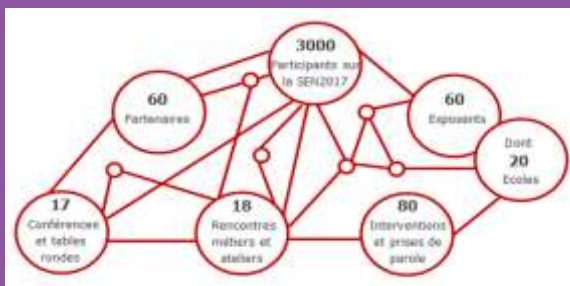 3000
Participants sur
la SEN2017
60
Partenaires
60
Exposants
Dont
20
Ecoles
17
Conférences
et tables
rondes
18
Rencontres
métiers et
ateliers
80
Interventions
et prises de
parole